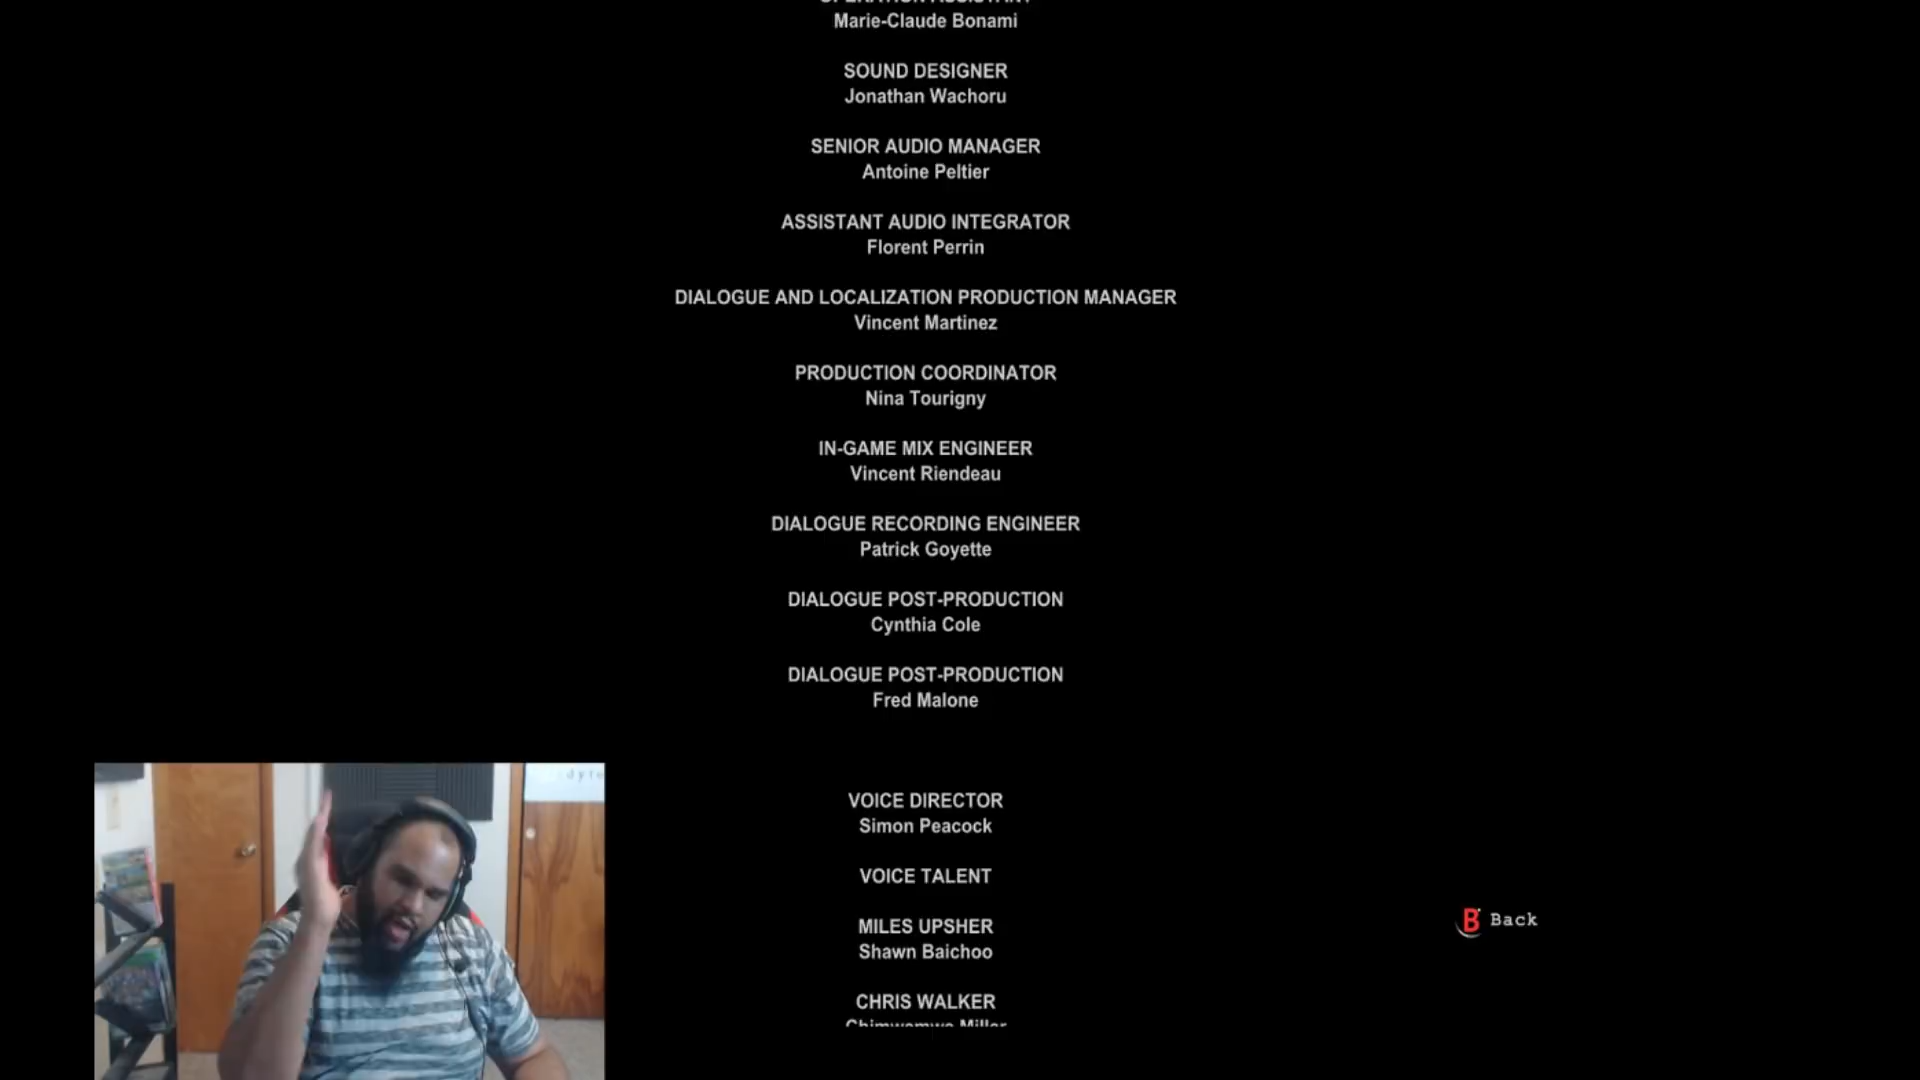 OPERATION ASSISTANT
Marie-Claude Bonami
SOUND DESIGNER
Jonathan Wachoru
SENIOR AUDIO MANAGER
Antoine Peltier
ASSISTANT AUDIO INTEGRATOR
Florent Perrin
DIALOGUE AND LOCALIZATION PRODUCTION MANAGER
Vincent Martinez
PRODUCTION COORDINATOR
Nina Tourigny
IN-GAME MIX ENGINEER
Vincent Riendeau
DIALOGUE RECORDING ENGINEER
Patrick Goyette
DIALOGUE POST-PRODUCTION
Cynthia Cole
DIALOGUE POST-PRODUCTION
Fred Malone
VOICE DIRECTOR
Simon Peacock
VOICE TALENT
MILES UPSHER
Shawn Baichoo
B Back
CHRIS WALKER